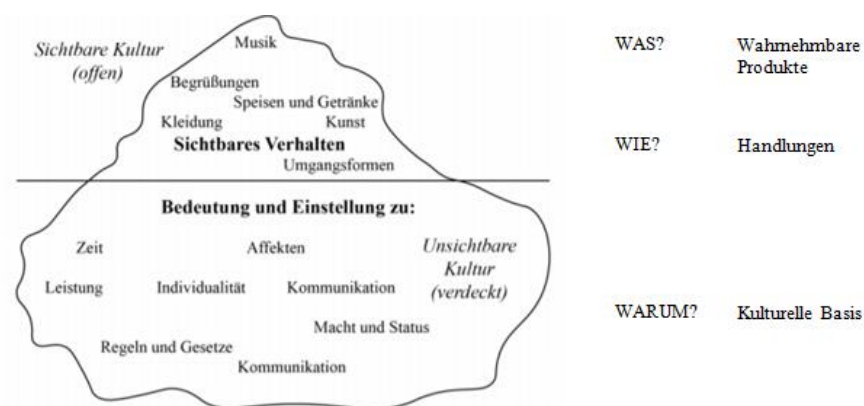 Sichtbare Kultur
(offen)
Musik
Begrüßungen
Speisen und Getränke
Kleidung
Kunst
Sichtbares Verhalten
Umgangsformen
Bedeutung und Einstellung zu:
Zeit
Affekten
Unsichtbare
Kultur
(verdeckt)
Leistung
Individualität
Kommunikation
Macht und Status
Regeln und Gesetze
Kommunikation
WAS?
Wahrnehmbare
Produkte
WIE?
Handlungen
WARUM?
Kulturelle Basis